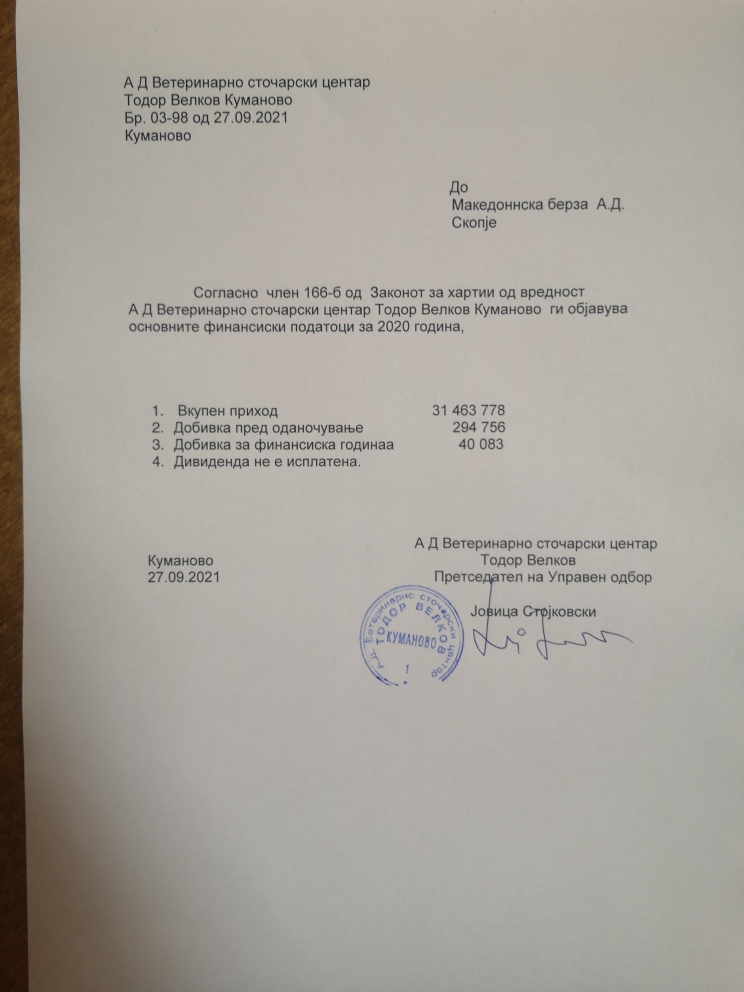 А Д Ветеринарно сточарски центар
Тодор Велков Куманово
Бр. 03-98 од 27.09.2021
Куманово
До
Македоннска берза А.Д.
Скопје
Согласно член 166-б од Законот за хартии од вредност
А Д Ветеринарно сточарски центар Тодор Велков Куманово ги објавува
основните финансиски податоци за 2020 година,
1. Вкупен приход 31 463 778
2. Добивка пред оданочување 294 756
3. Добивка за финансиска годинаа 40 083
4. Дивиденда не е исплатена.
А Д Ветеринарно сточарски центар
Куманово Тодор Велков
27.09.2021 Претседател на Управен одбор
Јовица Стојковски
А.Д. Ветеринарно сточарски центар
ТОДОР ВЕЛКОВ
КУМАНОВО
1